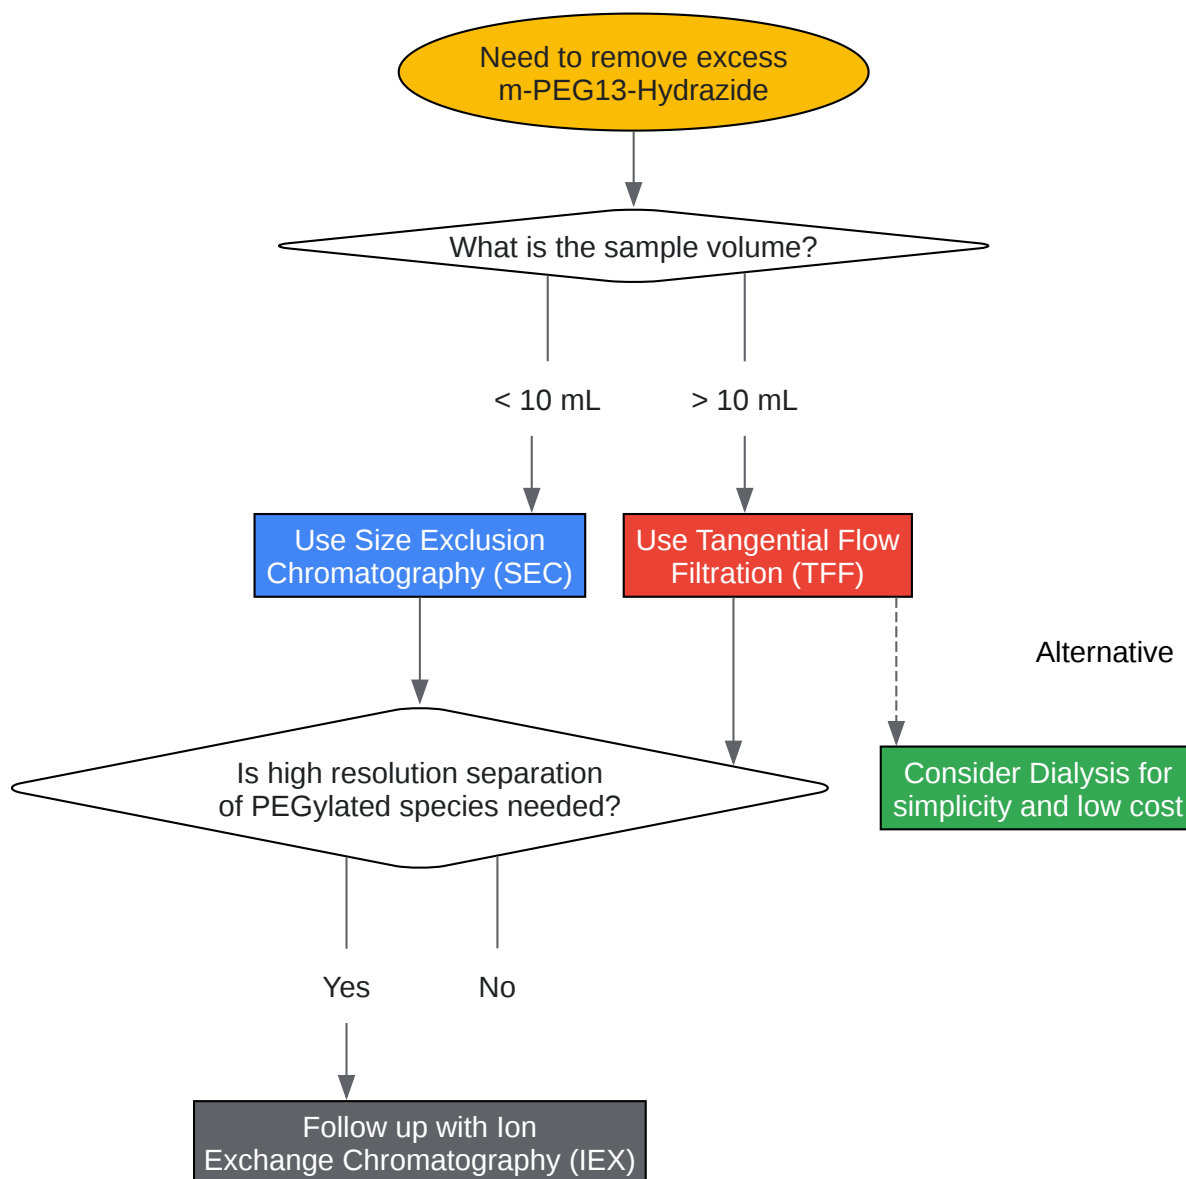 Need to remove excess
m-PEG13-Hydrazide
What is the sample volume?
< 10 mL
> 10 mL
Use Size Exclusion
Chromatography (SEC)
Use Tangential Flow
Filtration (TFF)
Alternative
Is high resolution separation
of PEGylated species needed?
Consider Dialysis for
simplicity and low cost
Yes
No
Follow up with Ion
Exchange Chromatography (IEX)